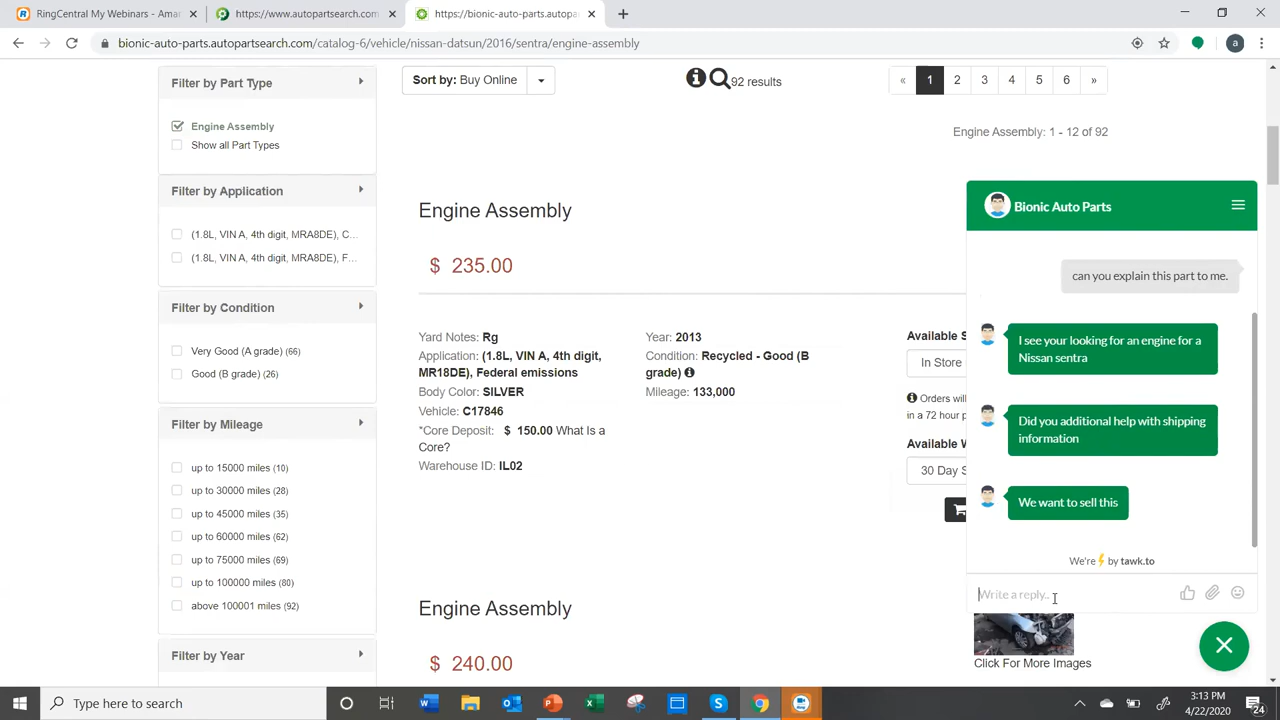 RingCentral My Webinars - Amar
https://www.autopartsearch.com
https://bionic-auto-parts.autopa
bionic-auto-parts.autopartsearch.com/catalog-6/vehicle/nissan-datsun/2016/sentra/engine-assembly
a
Filter by Part Type
Engine Assembly
Show all Part Types
Filter by Application
(1.8L, VIN A, 4th digit, MRA8DE), C...
(1.8L, VIN A, 4th digit, MRA8DE), F...
Filter by Condition
Very Good (A grade) (66)
Good (B grade) (26)
Filter by Mileage
up to 15000 miles (10)
up to 30000 miles (28)
up to 45000 miles (35)
up to 60000 miles (62)
up to 75000 miles (69)
up to 100000 miles (80)
above 100001 miles (92)
Filter by Year
Sort by: Buy Online
92 results
« 1 2 3 4 5 6 »
Engine Assembly: 1 - 12 of 92
Engine Assembly
$ 235.00
Yard Notes: Rg
Application: (1.8L, VIN A, 4th digit,
MR18DE), Federal emissions
Body Color: SILVER
Vehicle: C17846
*Core Deposit: $ 150.00 What Is a
Core?
Warehouse ID: IL02
Year: 2013
Condition: Recycled - Good (B
grade)
Mileage: 133,000
Available S
In Store
Orders will
in a 72 hour p
Available W
30 Day S
Engine Assembly
$ 240.00
Click For More Images
Bionic Auto Parts
can you explain this part to me.
I see your looking for an engine for a
Nissan sentra
Did you additional help with shipping
information
We want to sell this
We're by tawk.to
Write a reply..
Type here to search
3:13 PM
4/22/2020
24